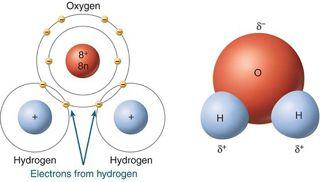 Oxygen
8⁺
8n
+
+
Hydrogen
Hydrogen
Electrons from hydrogen
δ⁻
O
H
H
δ⁺
δ⁺